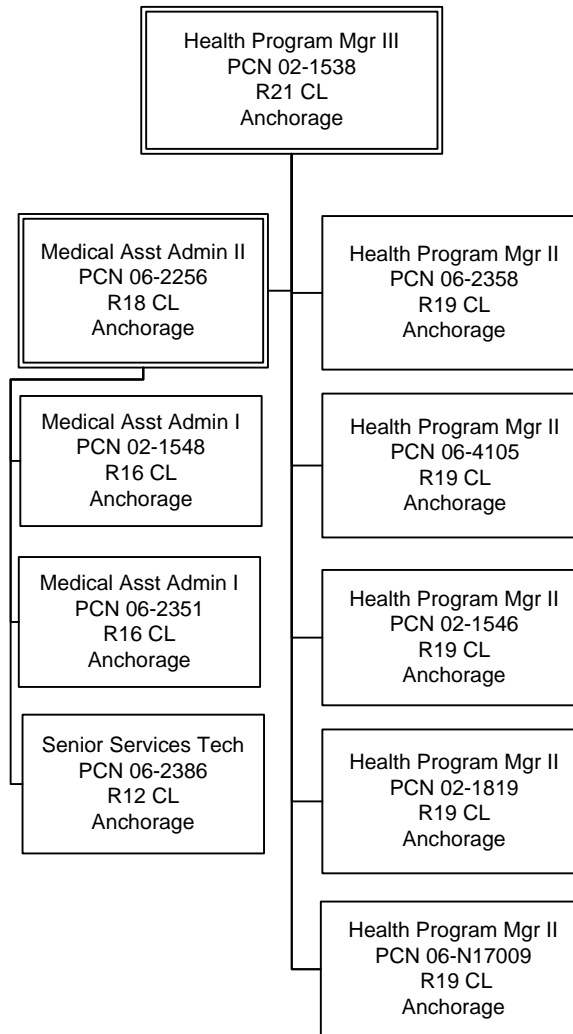 Health Program Mgr III
PCN 02-1538
R21 CL
Anchorage
Medical Asst Admin II
PCN 06-2256
R18 CL
Anchorage
Medical Asst Admin I
PCN 02-1548
R16 CL
Anchorage
Medical Asst Admin I
PCN 06-2351
R16 CL
Anchorage
Senior Services Tech
PCN 06-2386
R12 CL
Anchorage
Health Program Mgr II
PCN 06-2358
R19 CL
Anchorage
Health Program Mgr II
PCN 06-4105
R19 CL
Anchorage
Health Program Mgr II
PCN 02-1546
R19 CL
Anchorage
Health Program Mgr II
PCN 02-1819
R19 CL
Anchorage
Health Program Mgr II
PCN 06-N17009
R19 CL
Anchorage